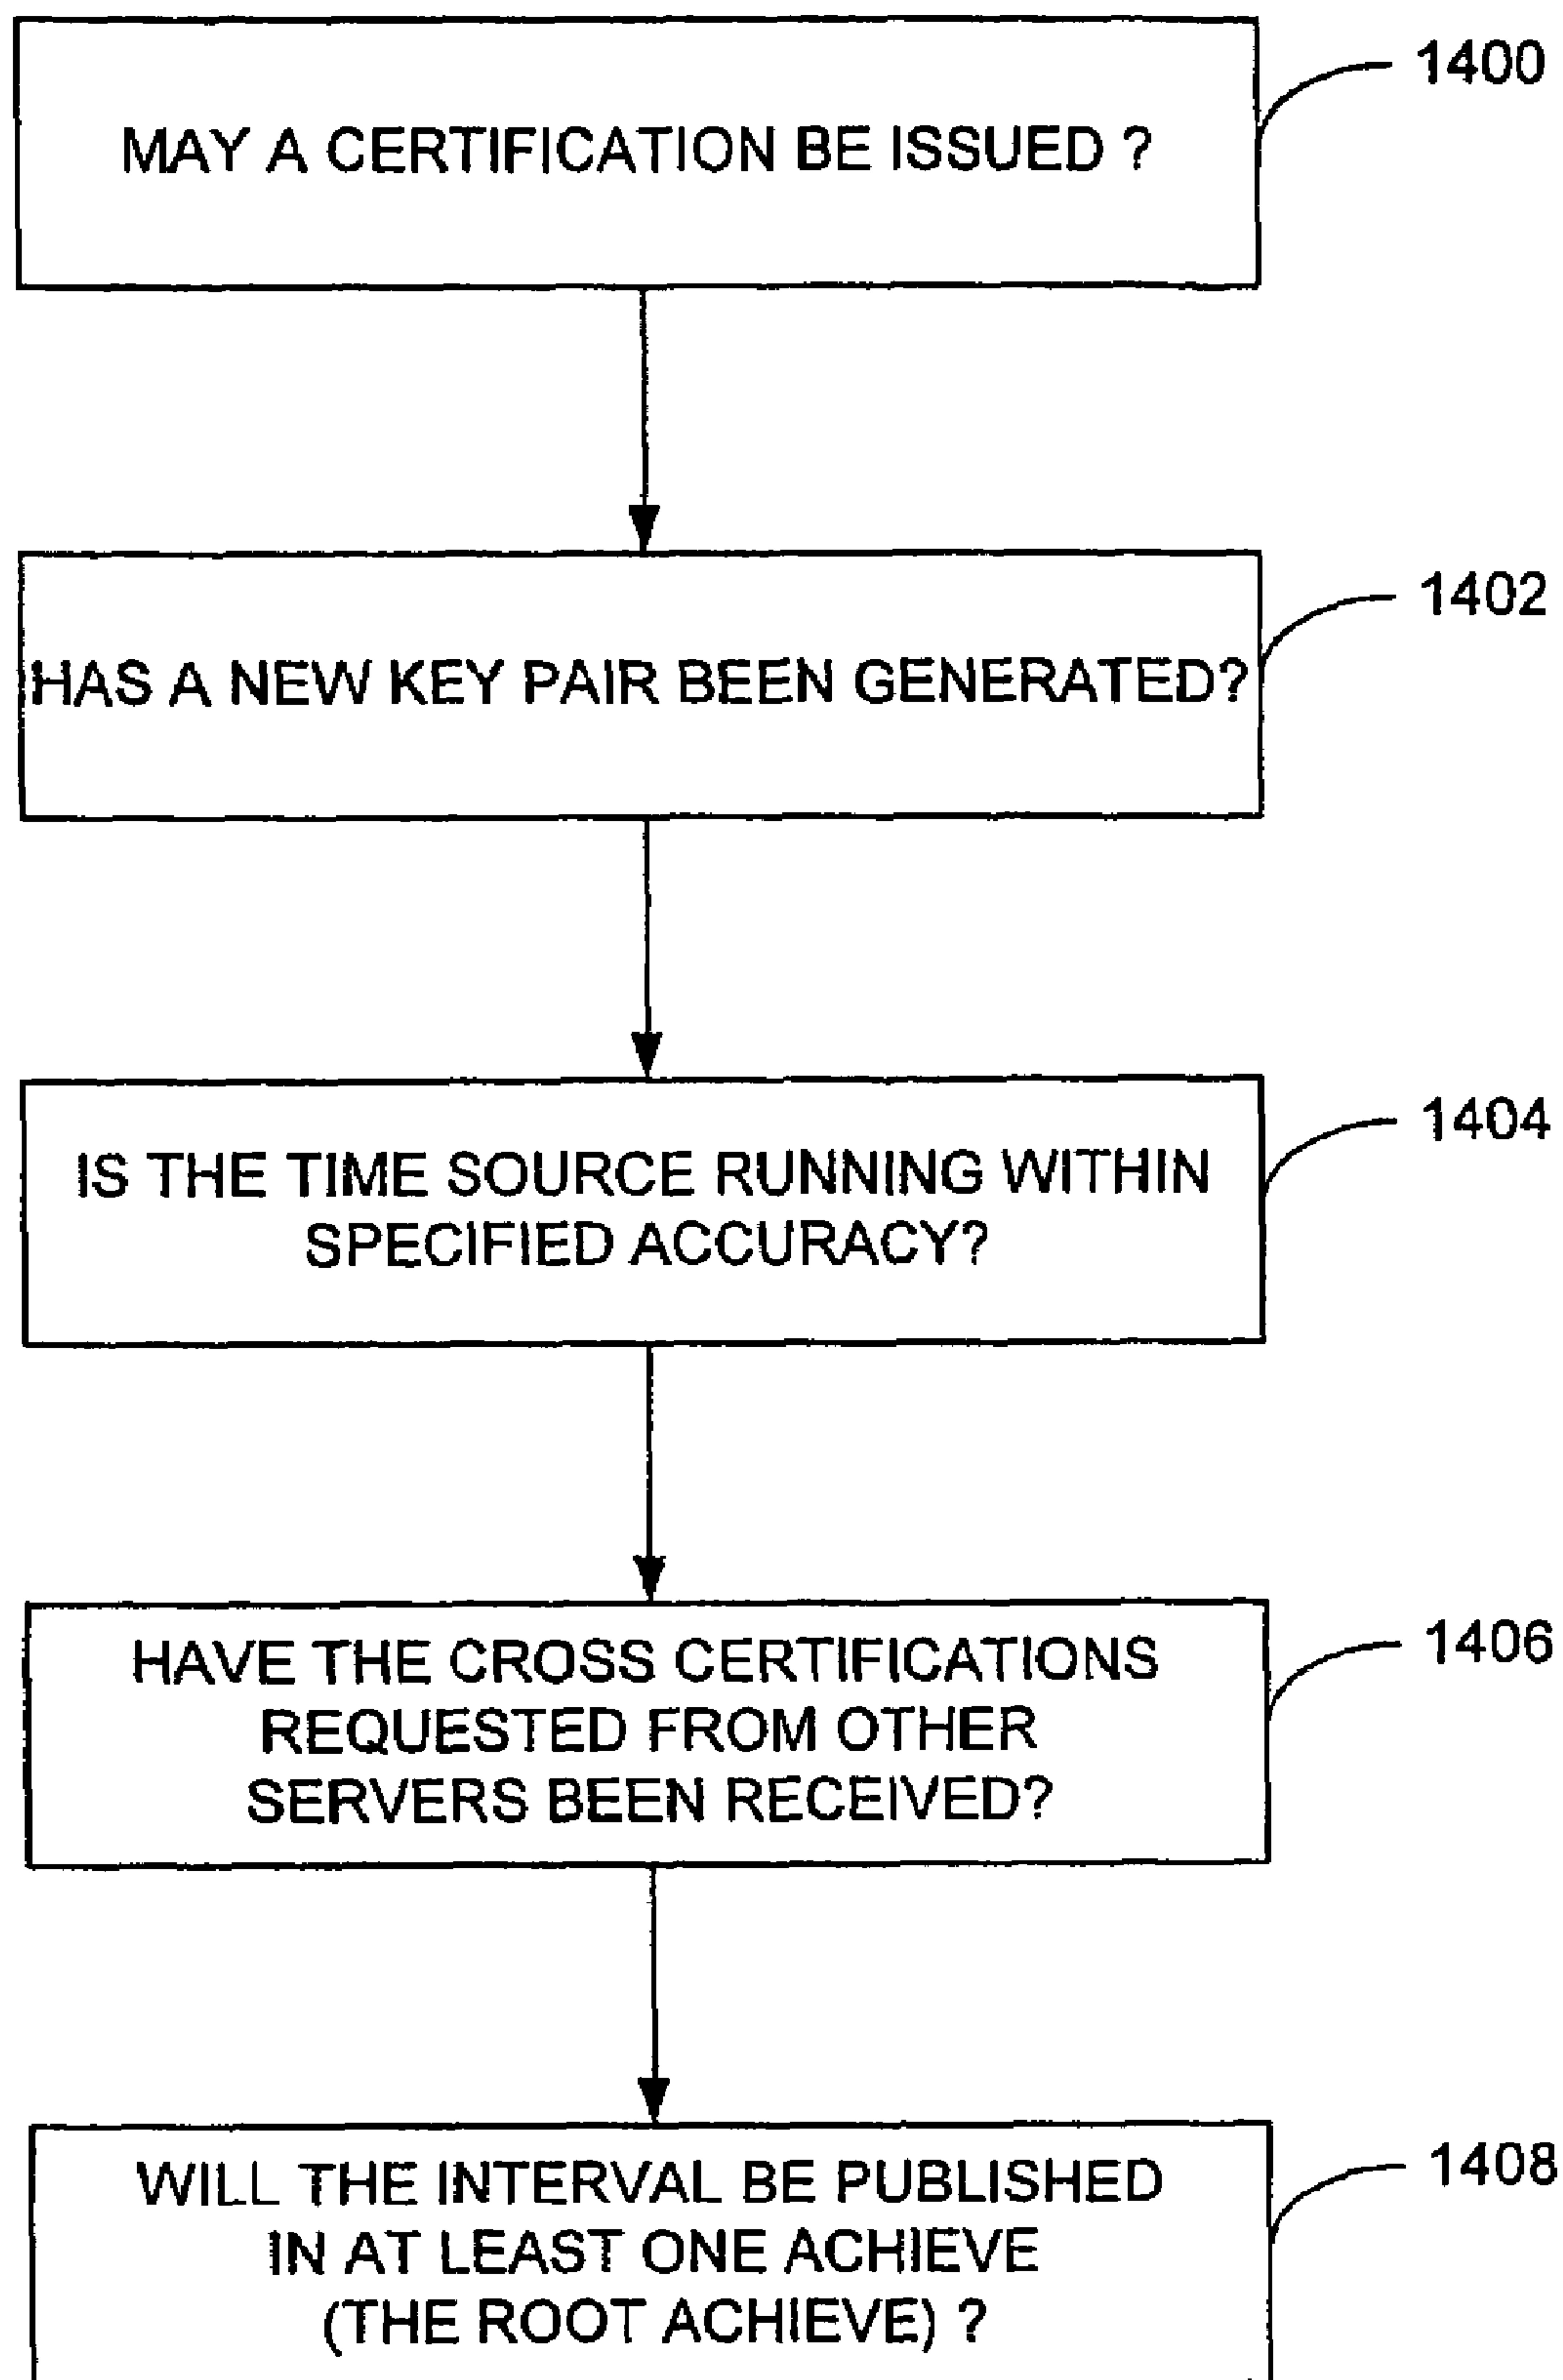 1400
MAY A CERTIFICATION BE ISSUED ?
1402
HAS A NEW KEY PAIR BEEN GENERATED?
1404
IS THE TIME SOURCE RUNNING WITHIN
SPECIFIED ACCURACY?
1406
HAVE THE CROSS CERTIFICATIONS
REQUESTED FROM OTHER
SERVERS BEEN RECEIVED?
1408
WILL THE INTERVAL BE PUBLISHED
IN AT LEAST ONE ACHIEVE
(THE ROOT ACHIEVE) ?